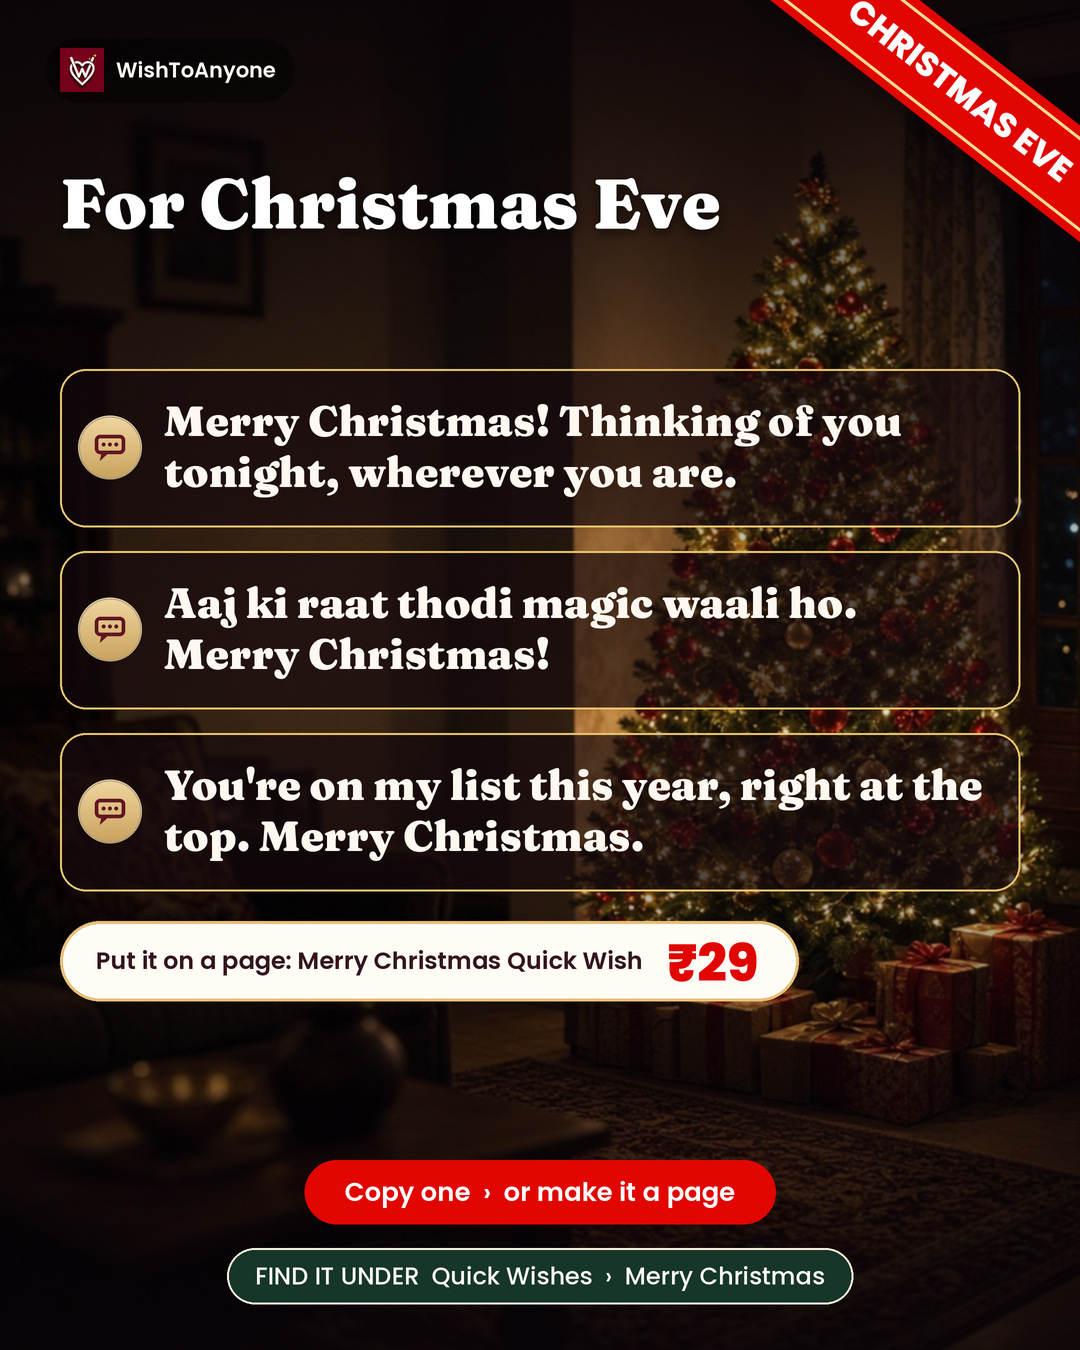 WishToAnyone
CHRISTMAS EVE
For Christmas Eve
Merry Christmas! Thinking of you
tonight, wherever you are.
Aaj ki raat thodi magic waali ho.
Merry Christmas!
You're on my list this year, right at the
top. Merry Christmas.
Put it on a page: Merry Christmas Quick Wish ₹29
Copy one › or make it a page
FIND IT UNDER Quick Wishes › Merry Christmas